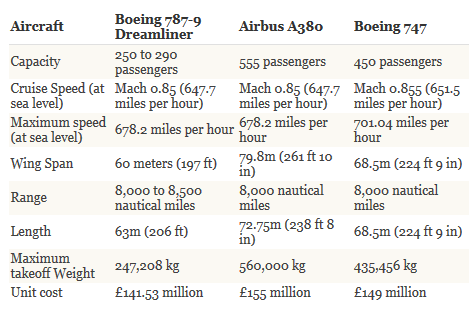 Aircraft Boeing 787-9 Dreamliner Airbus A380 Boeing 747
Capacity 250 to 290 passengers 555 passengers 450 passengers
Cruise Speed (at sea level) Mach 0.85 (647.7 miles per hour) Mach 0.85 (647.7 miles per hour) Mach 0.855 (651.5 miles per hour)
Maximum speed (at sea level) 678.2 miles per hour 678.2 miles per hour 701.04 miles per hour
Wing Span 60 meters (197 ft) 79.8m (261 ft 10 in) 68.5m (224 ft 9 in)
Range 8,000 to 8,500 nautical miles 8,000 nautical miles 8,000 nautical miles
Length 63m (206 ft) 72.75m (238 ft 8 in) 68.5m (224 ft 9 in)
Maximum takeoff Weight 247,208 kg 560,000 kg 435,456 kg
Unit cost £141.53 million £155 million £149 million